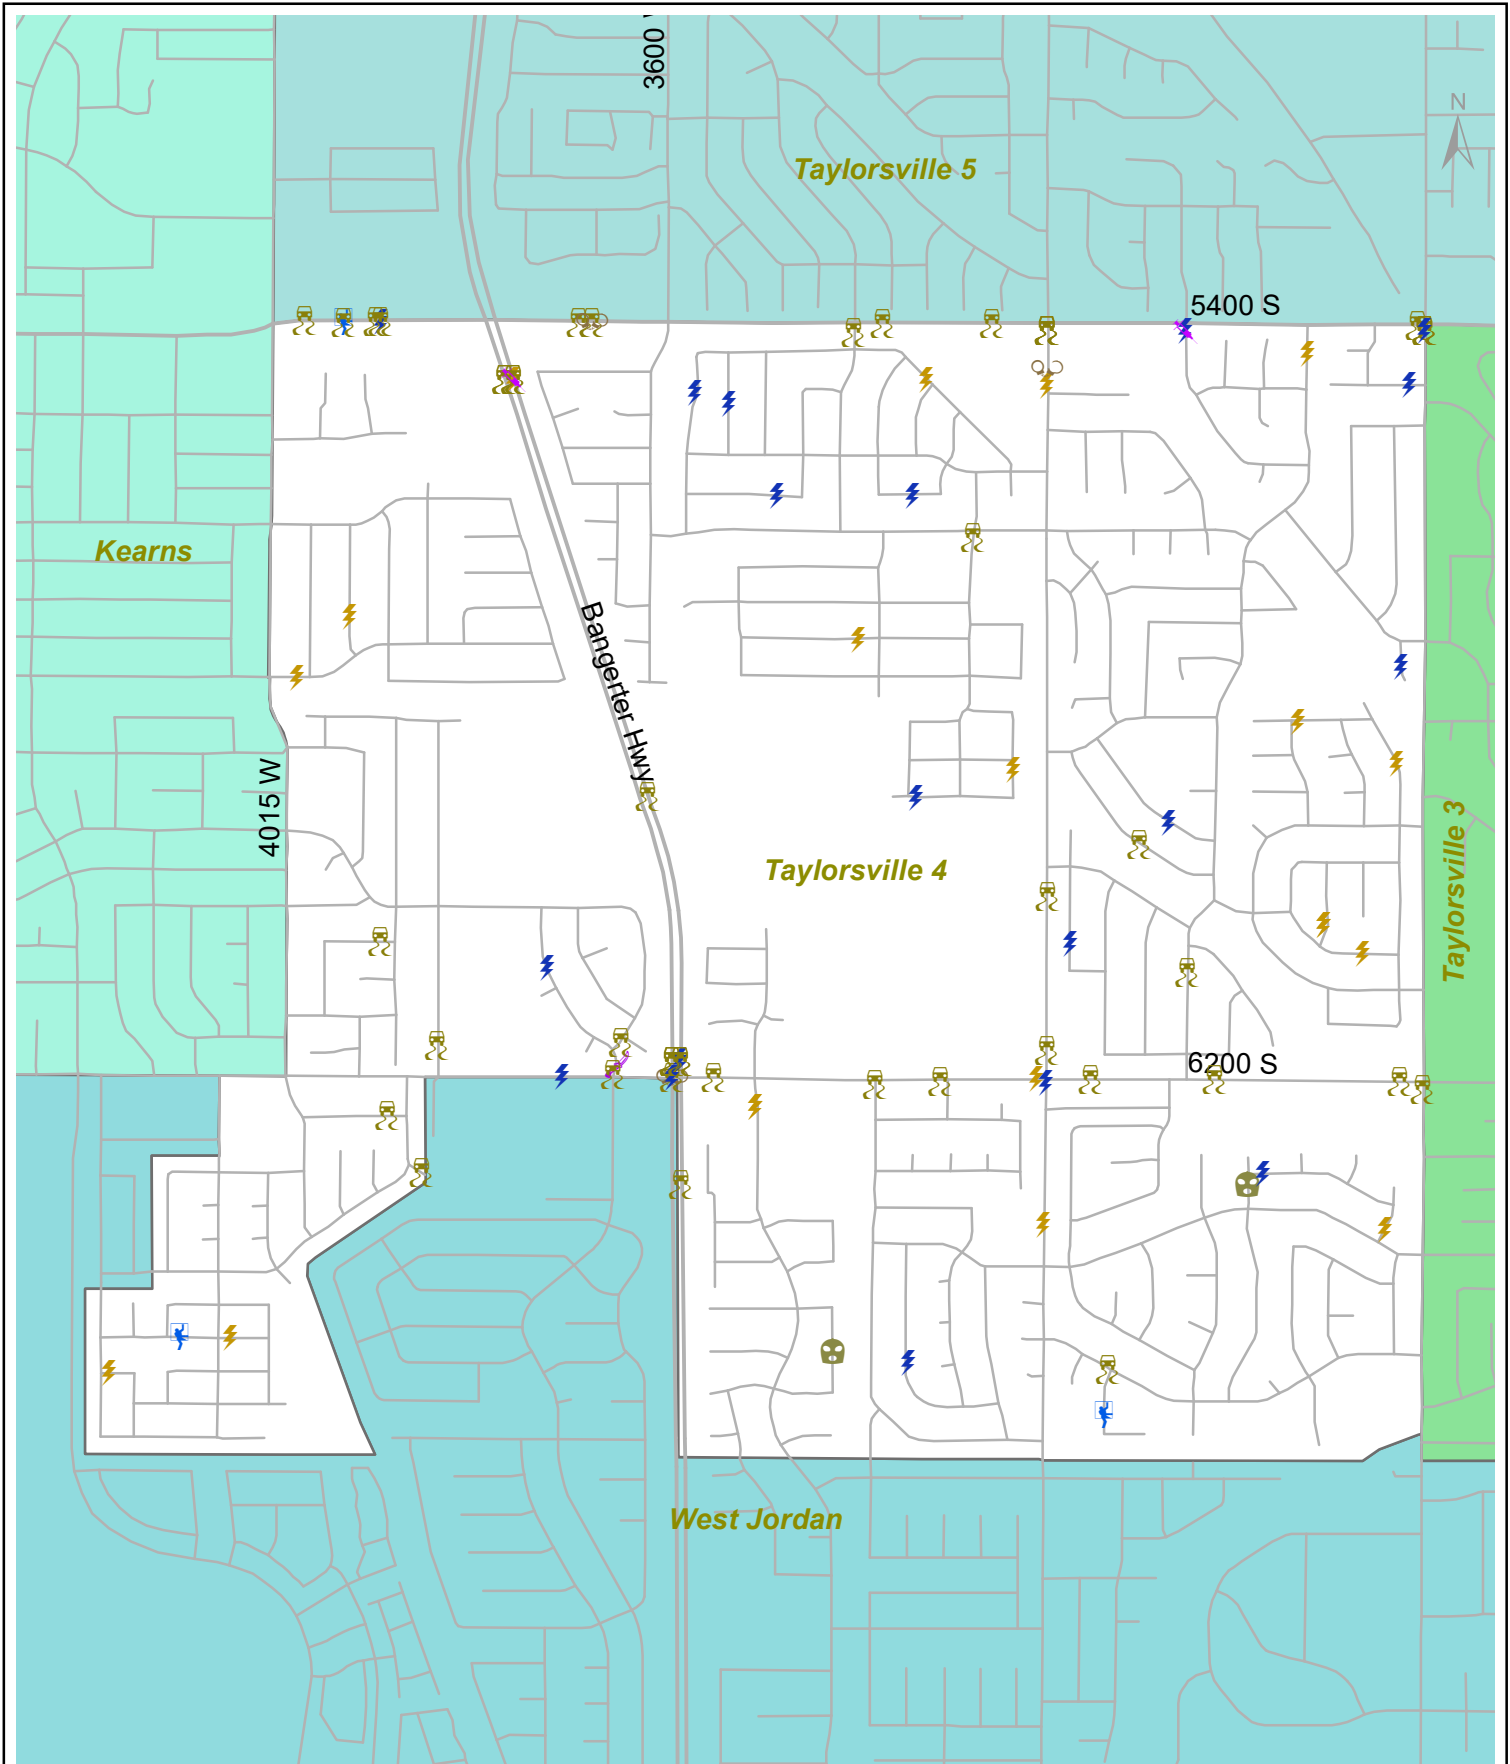 3600 W
N
Taylorsville 5
5400 S
Kearns
Bangerter Hwy
4015 W
Taylorsville 4
Taylorsville 3
6200 S
West Jordan